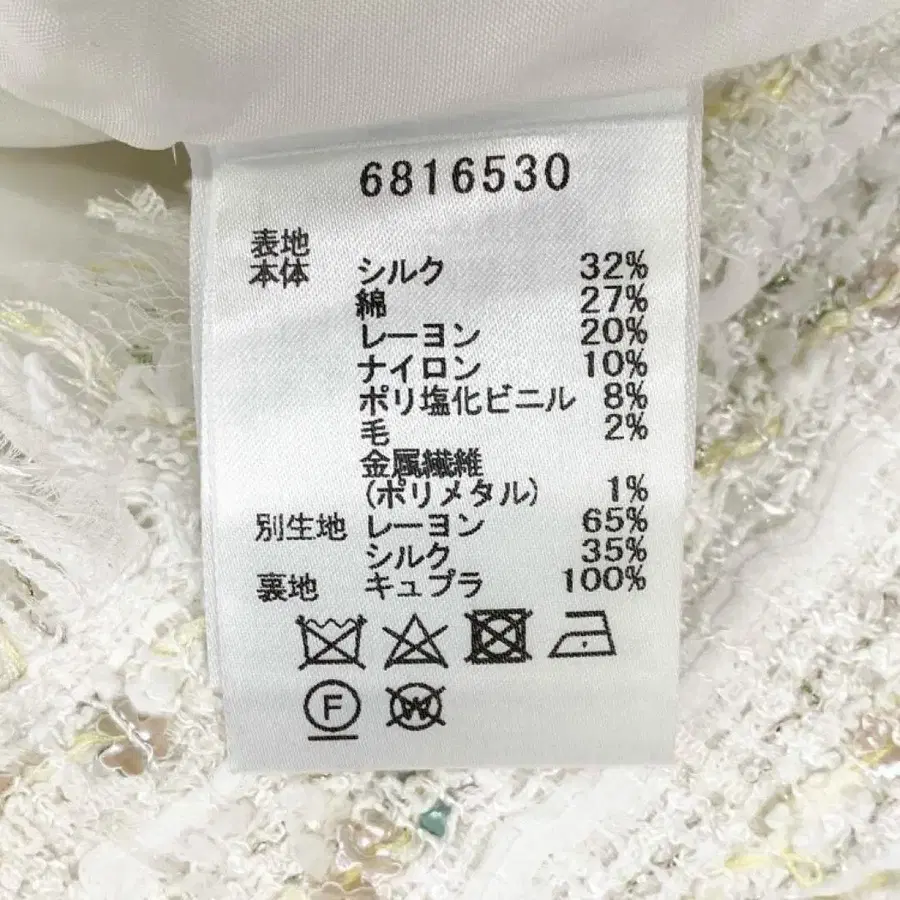 6816530
表地
本体 シルク 32%
綿 27%
レーヨン 20%
ナイロン 10%
ポリ塩化ビニル 8%
毛 2%
金属繊維
(ポリメタル) 1%
別生地 レーヨン 65%
シルク 35%
裏地 キュプラ 100%
F W